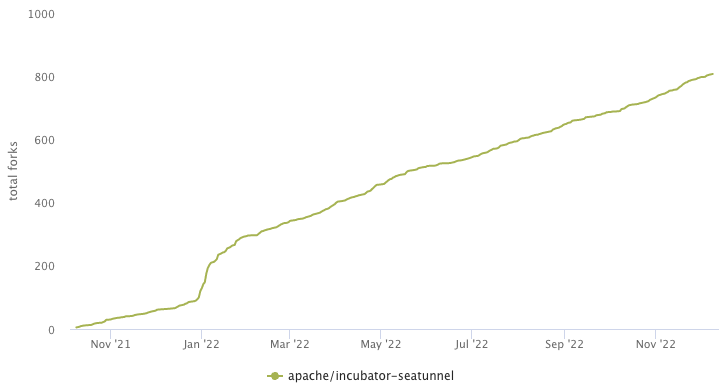 1000
800
600
400
200
0
total forks
Nov '21
Jan '22
Mar '22
May '22
Jul '22
Sep '22
Nov '22
apache/incubator-seatunnel